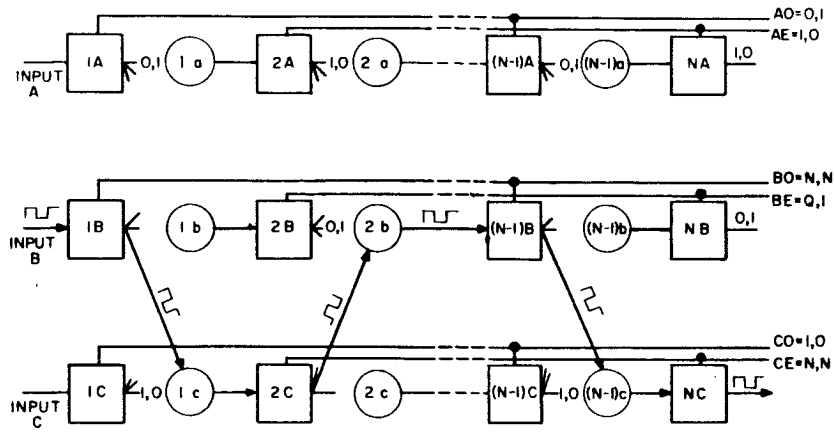 AO=0,1
AE=1,0
1A 0,1 1a 2A 1,0 2a (N-1)A 0,1 (N-1)a NA 1,0
INPUT
A
BO=N,N
BE=Q,1
1B 1b 2B 0,1 2b (N-1)B (N-1)b NB 0,1
INPUT
B
CO=1,0
CE=N,N
1C 1,0 1c 2C 2c (N-1)C 1,0 (N-1)c NC
INPUT
C